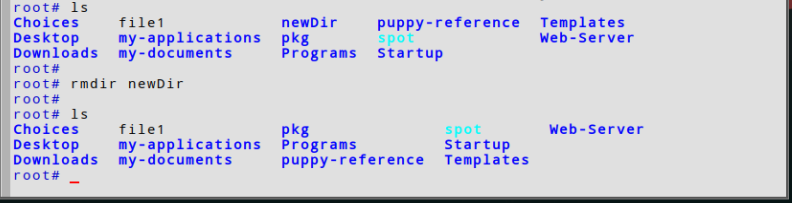 root# ls
Choices    file1            newDir    puppy-reference  Templates
Desktop    my-applications  pkg       spot             Web-Server
Downloads  my-documents     Programs  Startup
root#
root# rmdir newDir
root#
root# ls
Choices    file1            pkg              spot       Web-Server
Desktop    my-applications  Programs         Startup
Downloads  my-documents     puppy-reference  Templates
root# _